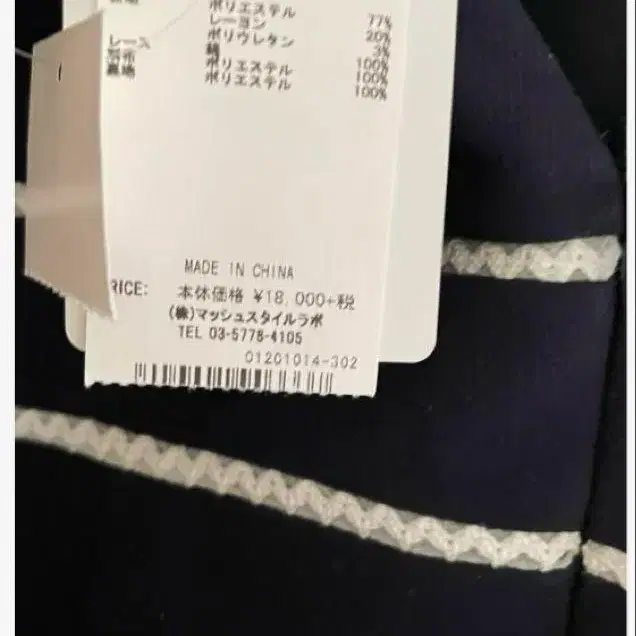 ポリエステル 77%
レーヨン 20%
ポリウレタン 3%
レース 綿 100%
別布 ポリエステル 100%
裏地 ポリエステル 100%
MADE IN CHINA
RICE: 本体価格 ¥18,000+税
(株)マッシュスタイルラボ
TEL 03-5778-4105
01201014-302